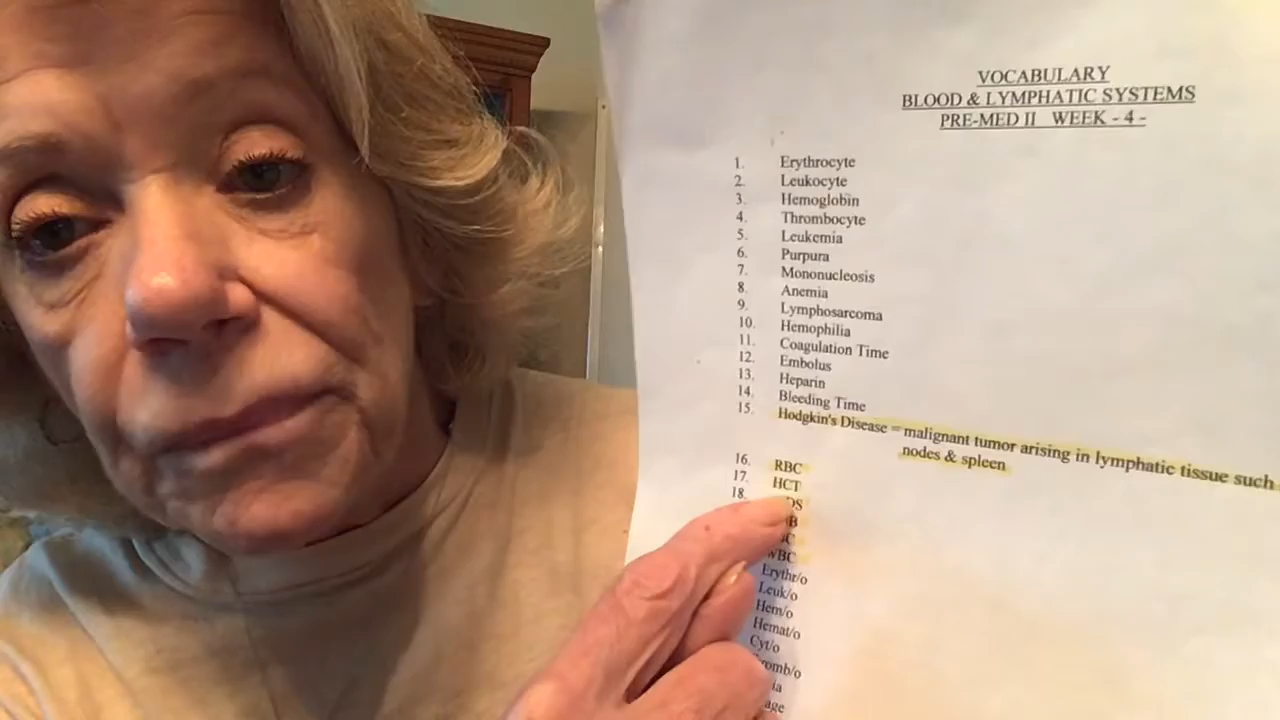 VOCABULARY
BLOOD & LYMPHATIC SYSTEMS
PRE-MED II WEEK - 4 -
1. Erythrocyte
2. Leukocyte
3. Hemoglobin
4. Thrombocyte
5. Leukemia
6. Purpura
7. Mononucleosis
8. Anemia
9. Lymphosarcoma
10. Hemophilia
11. Coagulation Time
12. Embolus
13. Heparin
14. Bleeding Time
15. Hodgkin's Disease = malignant tumor arising in lymphatic tissue such
nodes & spleen
16. RBC
17. HCT
18.
WBC
Erythr/o
Leuk/o
Hem/o
Hemat/o
Cyt/o